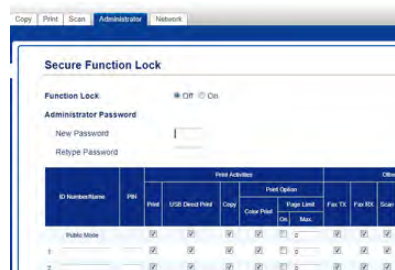 Copy Print Scan Administrator Network
Secure Function Lock
Function Lock Off On
Administrator Password
New Password
Retype Password
Print Activities Othe
Print Option
ID Number/Name PIN Print USB Direct Print Copy Color Print Page Limit Fax TX Fax RX Scan
On Max.
Public Mode 0
1 0
2 0